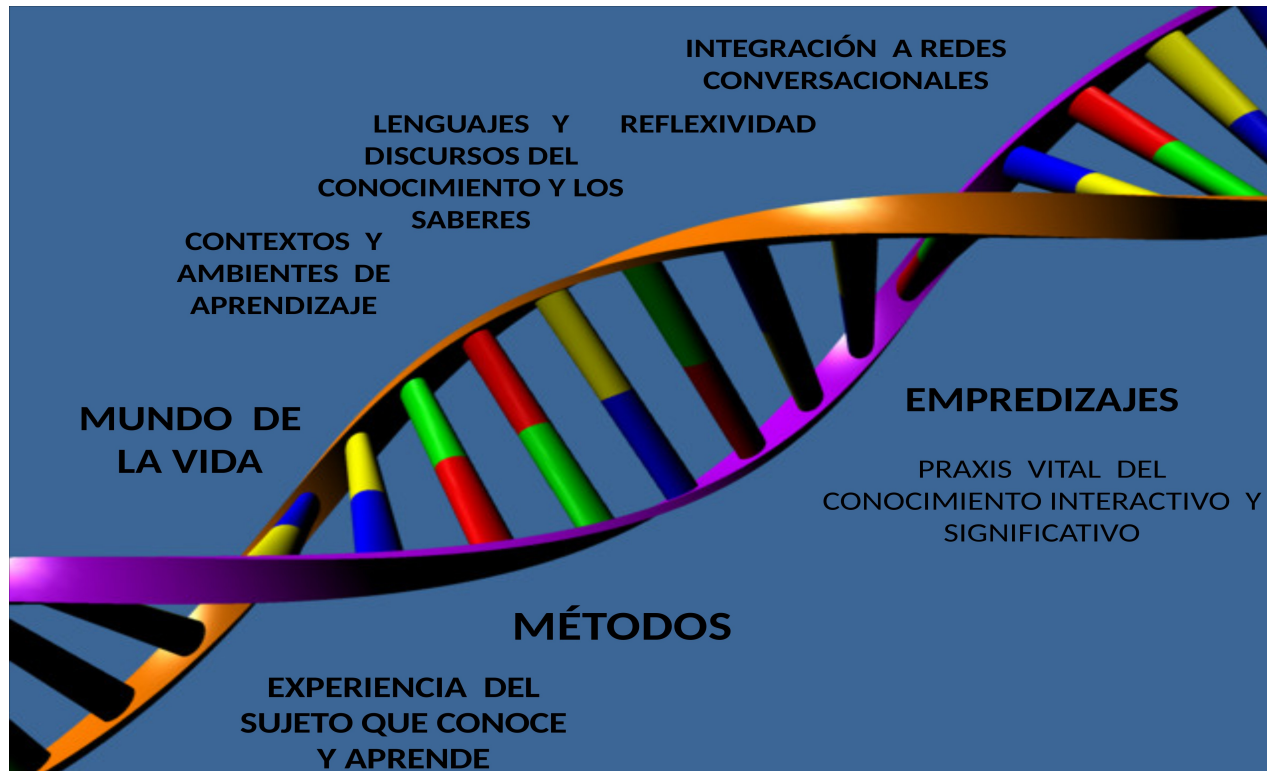 INTEGRACIÓN A REDES
CONVERSACIONALES
LENGUAJES Y
DISCURSOS DEL
CONOCIMIENTO Y LOS
SABERES
REFLEXIVIDAD
CONTEXTOS Y
AMBIENTES DE
APRENDIZAJE
MUNDO DE
LA VIDA
EMPREDIZAJES
PRAXIS VITAL DEL
CONOCIMIENTO INTERACTIVO Y
SIGNIFICATIVO
MÉTODOS
EXPERIENCIA DEL
SUJETO QUE CONOCE
Y APRENDE